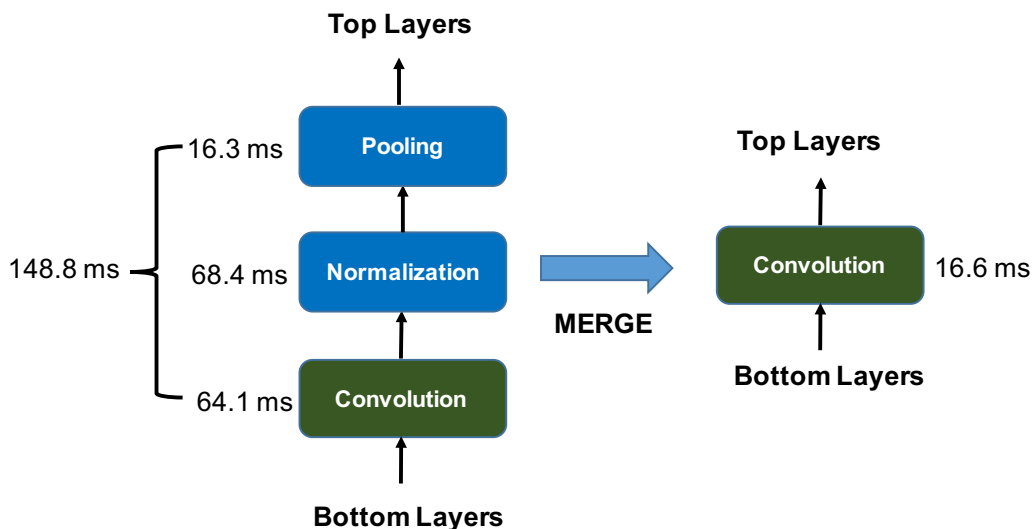 Top Layers
16.3 ms
Pooling
148.8 ms
68.4 ms
Normalization
64.1 ms
Convolution
Bottom Layers
MERGE
Top Layers
Convolution
16.6 ms
Bottom Layers